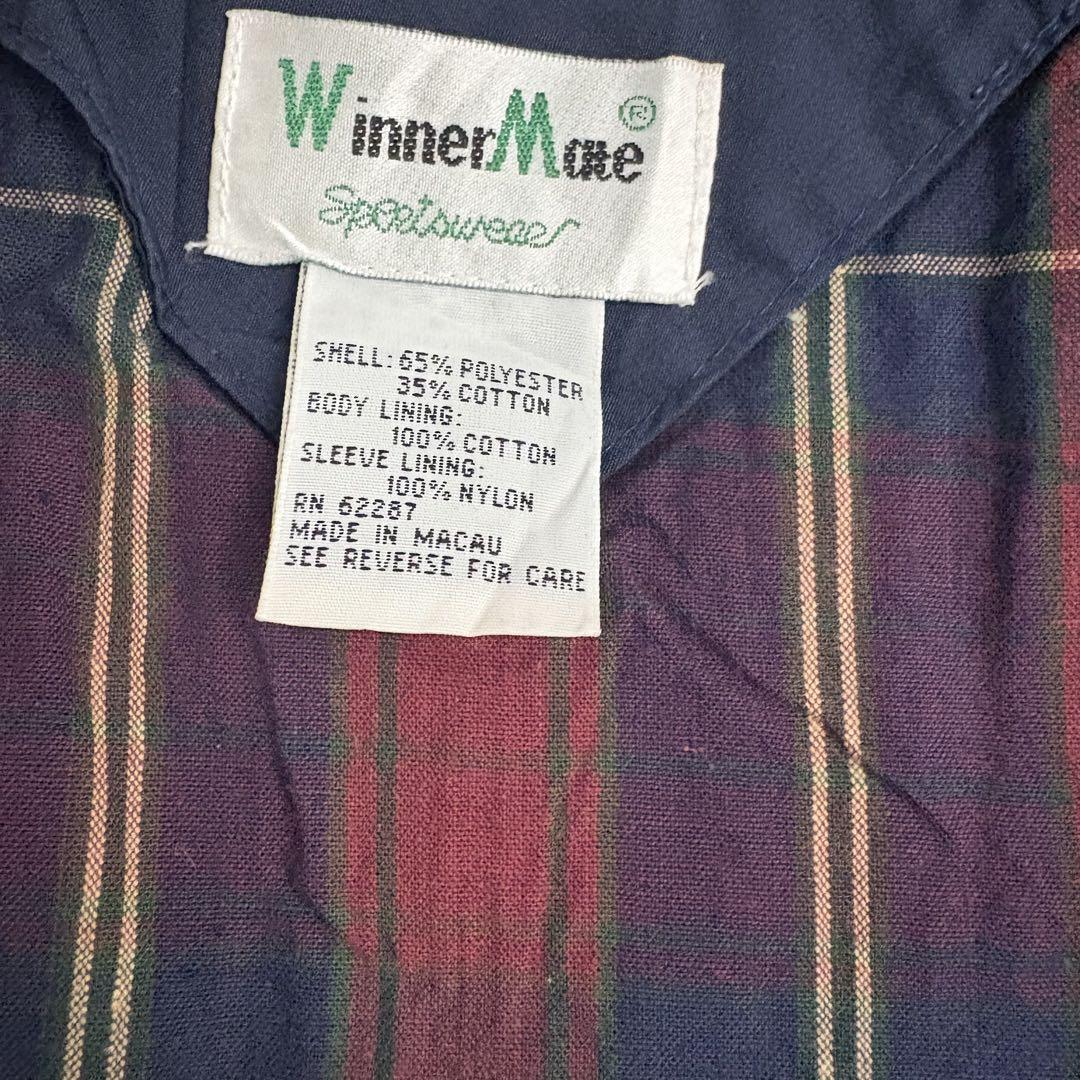 WinnerMate ®
Sportswear
SHELL: 65% POLYESTER
35% COTTON
BODY LINING:
100% COTTON
SLEEVE LINING:
100% NYLON
RN 62287
MADE IN MACAU
SEE REVERSE FOR CARE